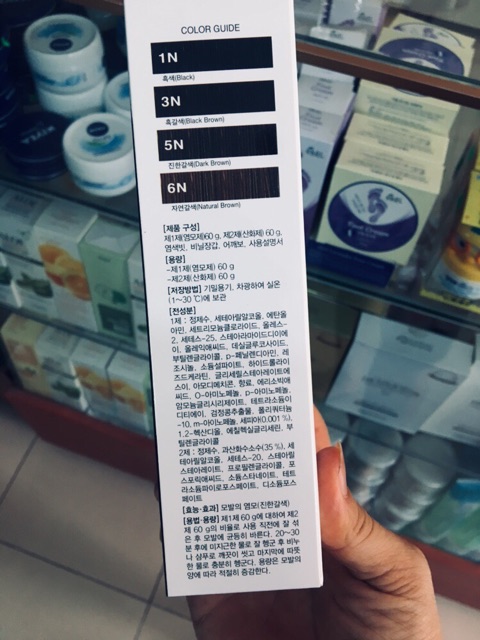 COLOR GUIDE
1N
흑색(Black)
3N
흑갈색(Black Brown)
5N
진한갈색(Dark Brown)
6N
자연갈색(Natural Brown)
[제품 구성]
제1제(염모제)60 g, 제2제(산화제) 60 g,
염색빗, 비닐장갑, 어깨보, 사용설명서
[용량]
-제1제(염모제) 60 g
-제2제(산화제) 60 g
[저장방법] 기밀용기, 차광하여 실온
(1~30 ℃)에 보관
[전성분]
1제 : 정제수, 세테아릴알코올, 에탄올
아민, 세트리모늄클로라이드, 올레스-
2, 세테스-25, 스테아라미드디이에
이, 올레익애씨드, 데실글루코사이드,
부틸렌글라이콜, p-페닐렌디아민, 레
조시놀, 소듐설파이트, 하이드롤라이
즈드케라틴, 글리세릴스테아레이트에
스이, 아모디메치콘, 향료, 에리소빅애
씨드, O-아미노페놀, p-아미노페놀,
암모늄글리시리제이트, 테트라소듐이
디티에이, 검정콩추출물, 폴리쿼터늄
-10, m-아미노페놀, 세피아(0.001%),
1,2-헥산디올, 에칠헥실글리세린, 부
틸렌글라이콜
2제 : 정제수, 과산화수소수(35%), 세
테아릴알코올, 세테스-20, 스테아릴
스테아레이트, 프로필렌글라이콜, 포
스포릭애씨드, 소듐스타네이트, 테트
라소듐파이로포스페이트, 디소듐포스
페이트
[효능·효과] 모발의 염모(진한갈색)
[용법·용량] 제1제 60 g에 대하여 제2
제 60 g의 비율로 사용 직전에 잘 섞
은 후 모발에 균등히 바른다. 20~30
분 후에 미지근한 물로 잘 헹군 후 비누
나 샴푸로 깨끗이 씻고 마지막에 따뜻
한 물로 충분히 헹군다. 용량은 모발의
양에 따라 적절히 증감한다.
NIVEA